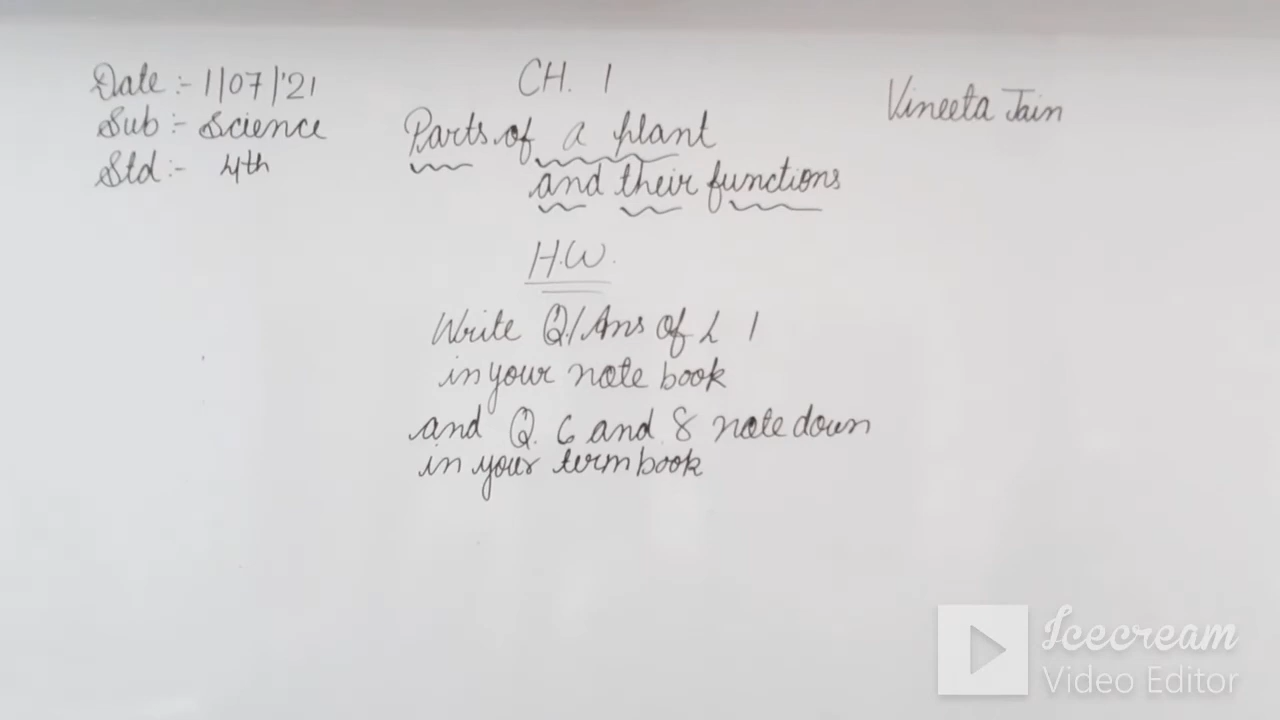 Date :- 1/07/'21
Sub :- Science
Std :- 4th
CH. 1
Parts of a plant
and their functions
Vineeta Jain
H.W.
Write Q/Ans of L 1
in your note book
and Q. 6 and 8 note down
in your term book
Icecream
Video Editor